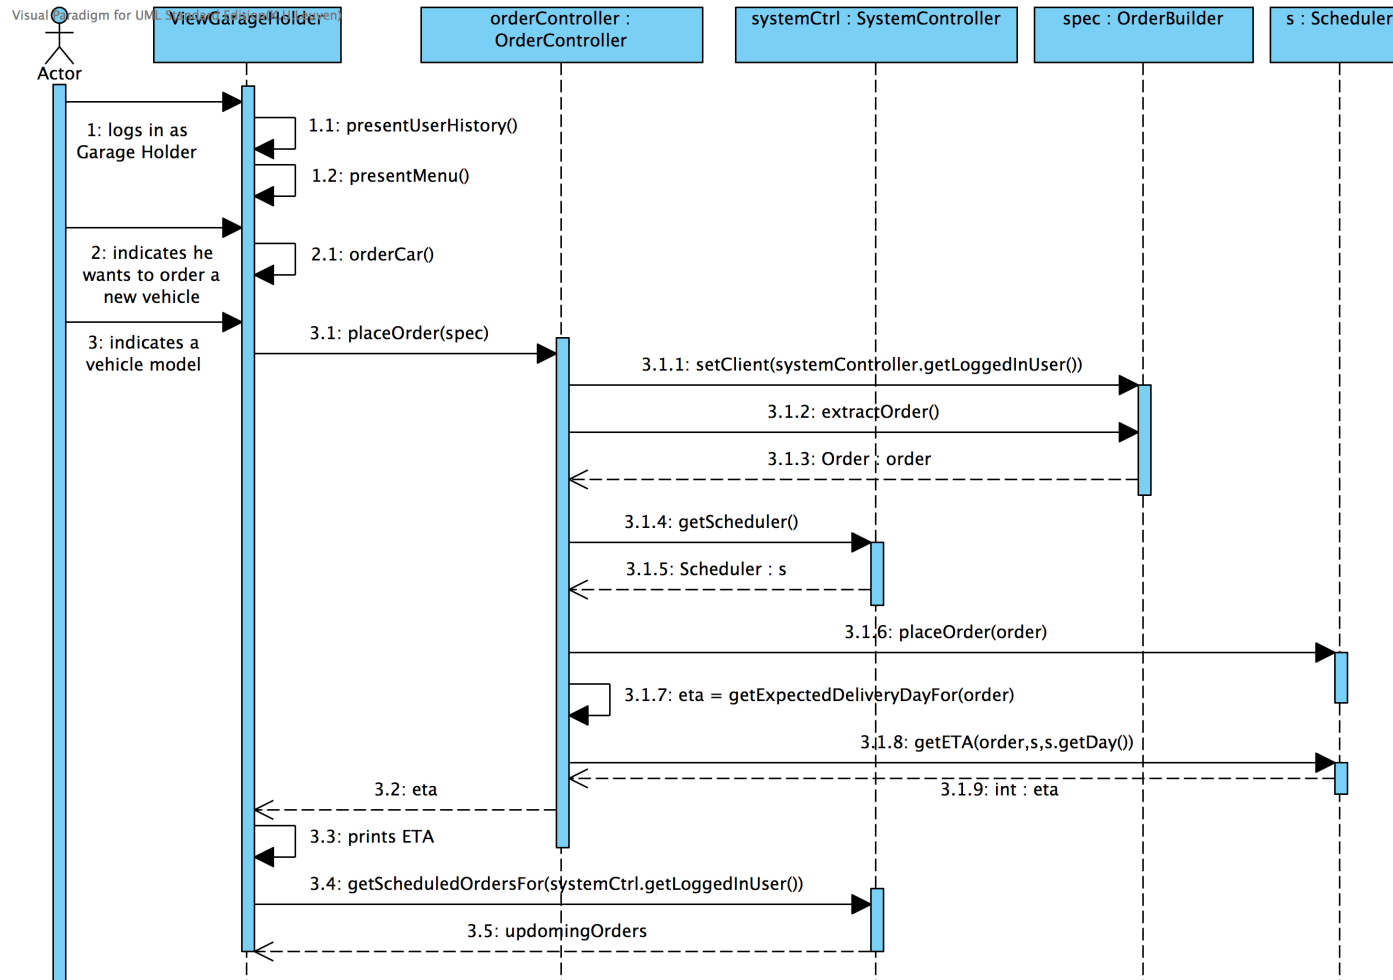 Visual Paradigm for UML Standard Edition(K.U.Leuven)
ViewGarageHolder
orderController :
OrderController
systemCtrl : SystemController
spec : OrderBuilder
s : Scheduler
Actor
1: logs in as
Garage Holder
1.1: presentUserHistory()
1.2: presentMenu()
2: indicates he
wants to order a
new vehicle
2.1: orderCar()
3: indicates a
vehicle model
3.1: placeOrder(spec)
3.1.1: setClient(systemController.getLoggedInUser())
3.1.2: extractOrder()
3.1.3: Order : order
3.1.4: getScheduler()
3.1.5: Scheduler : s
3.1.6: placeOrder(order)
3.1.7: eta = getExpectedDeliveryDayFor(order)
3.1.8: getETA(order,s,s.getDay())
3.1.9: int : eta
3.2: eta
3.3: prints ETA
3.4: getScheduledOrdersFor(systemCtrl.getLoggedInUser())
3.5: updomingOrders